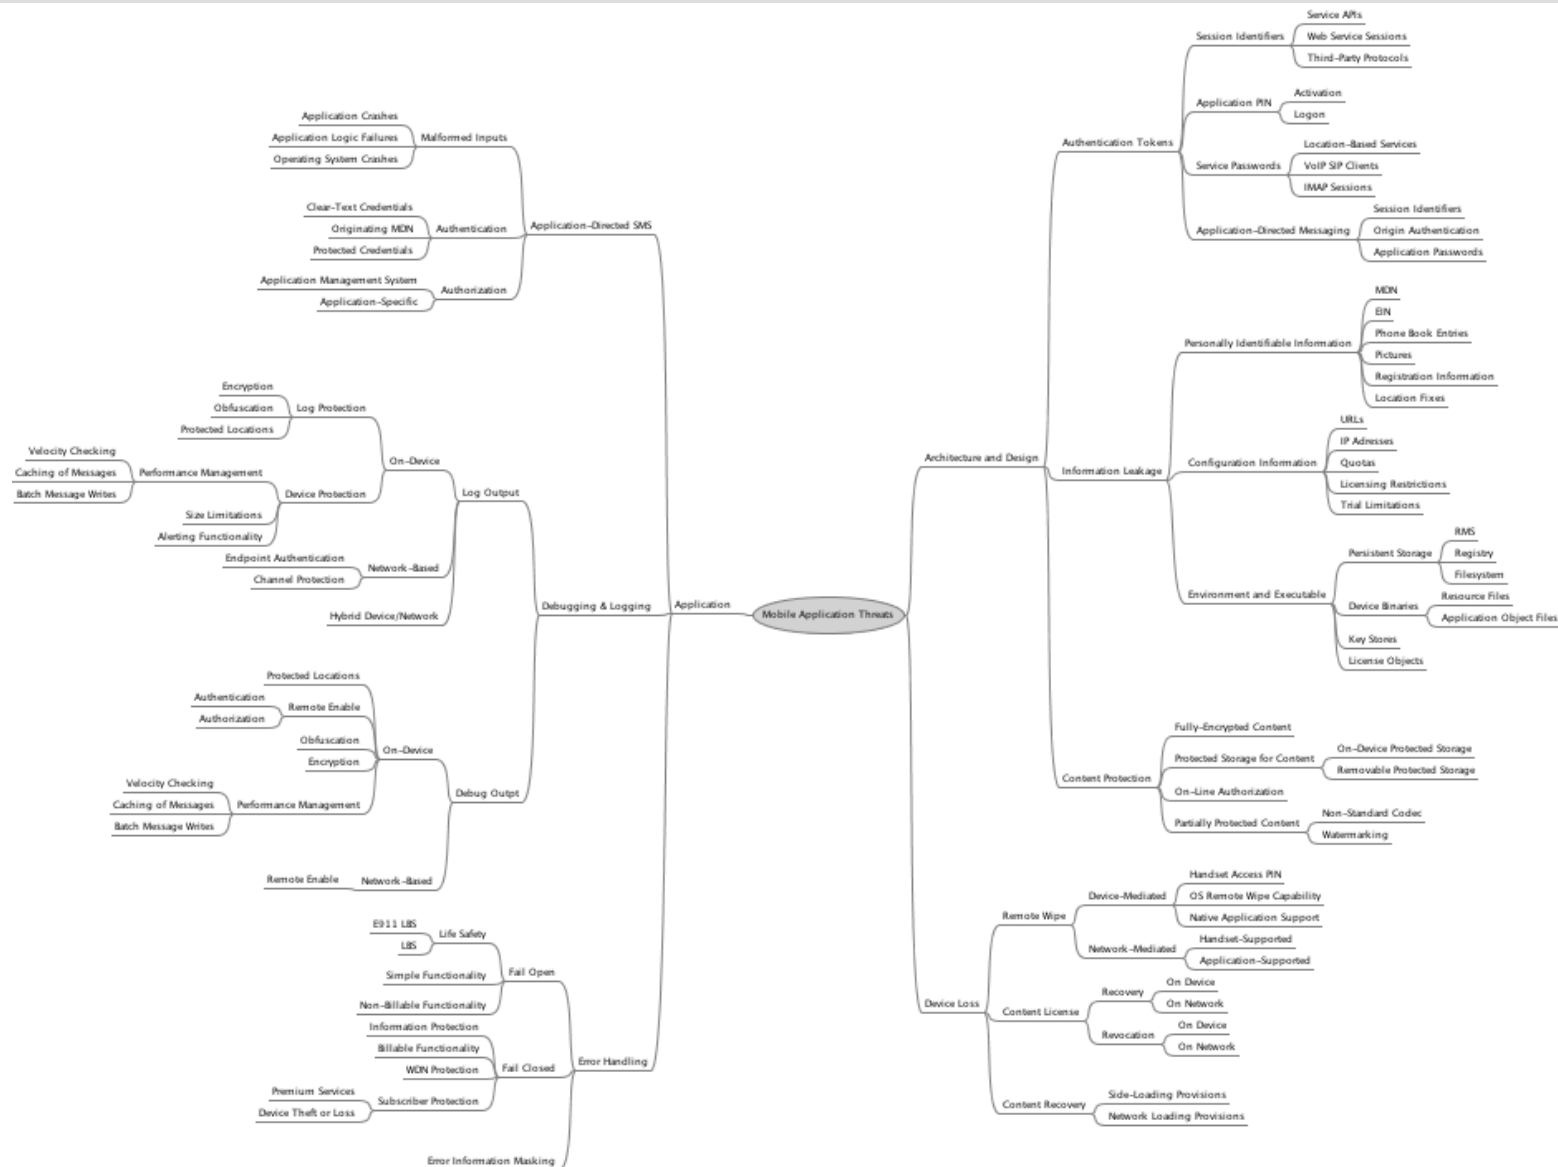 Mobile Application Threats
Application
Application-Directed SMS
Malformed Inputs
Application Crashes
Application Logic Failures
Operating System Crashes
Authentication
Clear-Text Credentials
Originating MDN
Protected Credentials
Authorization
Application Management System
Application-Specific
Debugging & Logging
Log Output
On-Device
Log Protection
Encryption
Obfuscation
Protected Locations
Device Protection
Performance Management
Velocity Checking
Caching of Messages
Batch Message Writes
Size Limitations
Alerting Functionality
Network-Based
Endpoint Authentication
Channel Protection
Hybrid Device/Network
Debug Outpt
On-Device
Protected Locations
Remote Enable
Authentication
Authorization
Obfuscation
Encryption
Performance Management
Velocity Checking
Caching of Messages
Batch Message Writes
Network-Based
Remote Enable
Error Handling
Fail Open
Life Safety
E911 LBS
LBS
Simple Functionality
Non-Billable Functionality
Fail Closed
Information Protection
Billable Functionality
WDN Protection
Subscriber Protection
Premium Services
Device Theft or Loss
Error Information Masking
Architecture and Design
Authentication Tokens
Session Identifiers
Service APIs
Web Service Sessions
Third-Party Protocols
Application PIN
Activation
Logon
Service Passwords
Location-Based Services
VoIP SIP Clients
IMAP Sessions
Application-Directed Messaging
Session Identifiers
Origin Authentication
Application Passwords
Information Leakage
Personally Identifiable Information
MDN
EIN
Phone Book Entries
Pictures
Registration Information
Location Fixes
Configuration Information
URLs
IP Adresses
Quotas
Licensing Restrictions
Trial Limitations
Environment and Executable
Persistent Storage
RMS
Registry
Filesystem
Device Binaries
Resource Files
Application Object Files
Key Stores
License Objects
Content Protection
Fully-Encrypted Content
Protected Storage for Content
On-Device Protected Storage
Removable Protected Storage
On-Line Authorization
Partially Protected Content
Non-Standard Codec
Watermarking
Device Loss
Remote Wipe
Device-Mediated
Handset Access PIN
OS Remote Wipe Capability
Native Application Support
Network-Mediated
Handset-Supported
Application-Supported
Content License
Recovery
On Device
On Network
Revocation
On Device
On Network
Content Recovery
Side-Loading Provisions
Network Loading Provisions